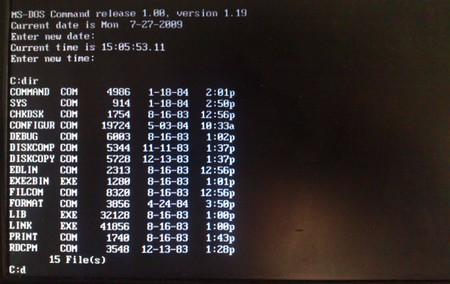 MS-DOS Command release 1.00, version 1.19
Current date is Mon  7-27-2009
Enter new date:
Current time is 15:05:53.11
Enter new time:

C:dir
COMMAND  COM     4986   1-18-84   2:01p
SYS      COM      914   1-18-84   2:50p
CHKDSK   COM     1754   8-16-83  12:56p
CONFIGUR COM    19724   5-03-84  10:33a
DEBUG    COM     6003   8-16-83   1:02p
DISKCOMP COM     5344  11-11-83   1:37p
DISKCOPY COM     5728  12-13-83   1:37p
EDLIN    COM     2313   8-16-83  12:56p
EXE2BIN  EXE     1280   8-16-83   1:01p
FILCOM   COM     8320   8-16-83  12:56p
FORMAT   COM     3856   4-24-84   3:50p
LIB      EXE    32128   8-16-83   1:00p
LINK     EXE    41856   8-16-83   1:00p
PRINT    COM     1740   8-16-83   1:43p
RDCPM    COM     3548  12-13-83   1:28p
       15 File(s)
C:d